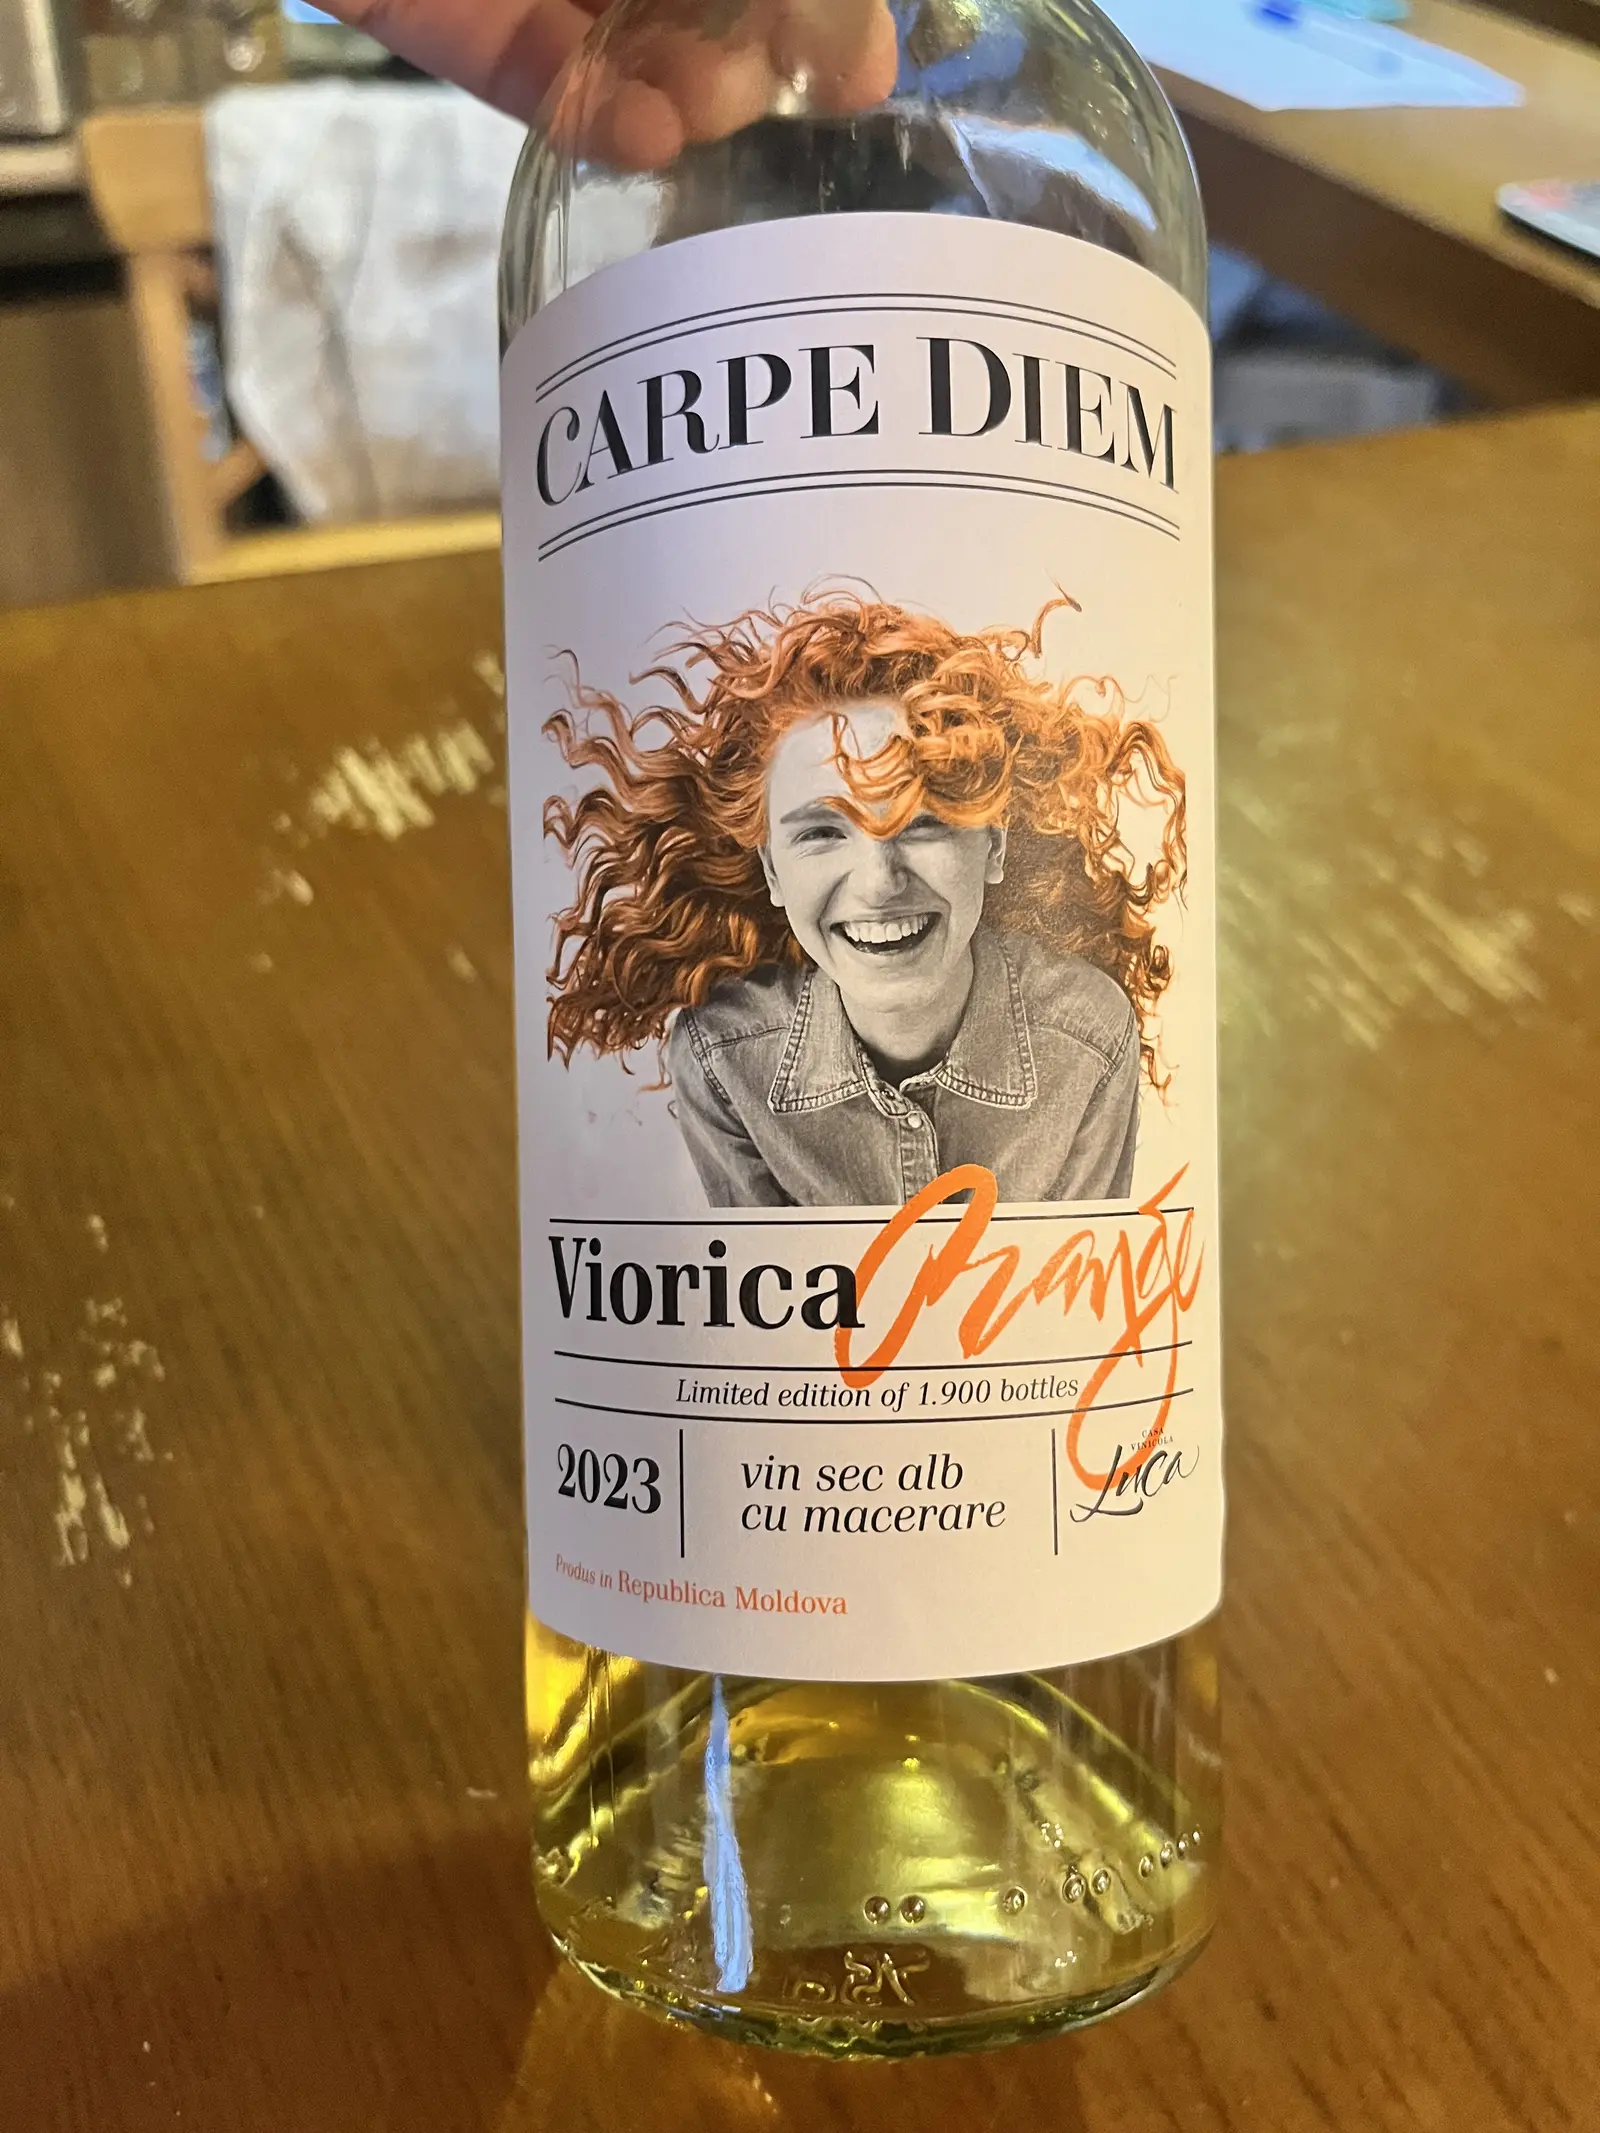 CARPE DIEM
Viorica Orange
Limited edition of 1.900 bottles
2023
vin sec alb
cu macerare
CASA
VINICOLA
Luca
Produs in Republica Moldova